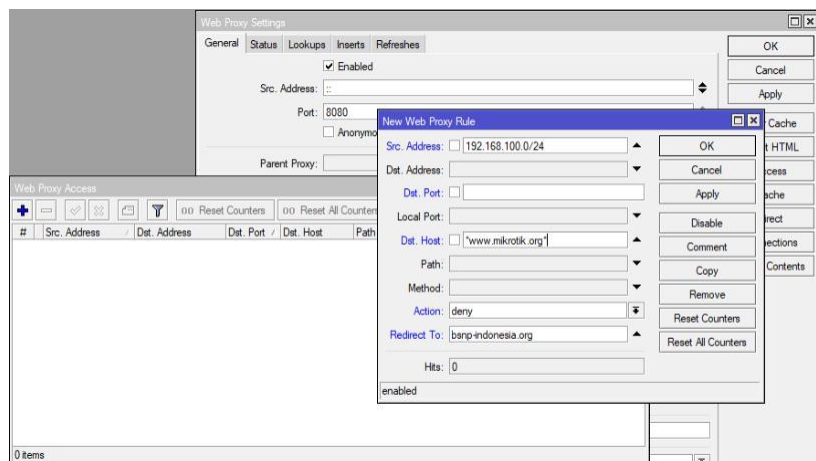 Web Proxy Settings
General Status Lookups Inserts Refreshes
Enabled
Src. Address: ::
Port: 8080
Anonymo
Parent Proxy:
OK
Cancel
Apply
Cache
HTML
Contents
New Web Proxy Rule
Src. Address: 192.168.100.0/24
Dst. Address:
Dst. Port:
Local Port:
Dst. Host: "www.mikrotik.org"
Path:
Method:
Action: deny
Redirect To: bsnp-indonesia.org
Hits: 0
enabled
OK
Cancel
Apply
Disable
Comment
Copy
Remove
Reset Counters
Reset All Counters
Web Proxy Access
00 Reset Counters 00 Reset All Counters
# Src. Address / Dst. Address Dst. Port / Dst. Host Path
0 items